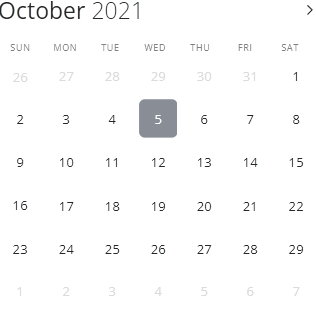 October 2021
SUN MON TUE WED THU FRI SAT
26 27 28 29 30 31 1
2 3 4 5 6 7 8
9 10 11 12 13 14 15
16 17 18 19 20 21 22
23 24 25 26 27 28 29
1 2 3 4 5 6 7